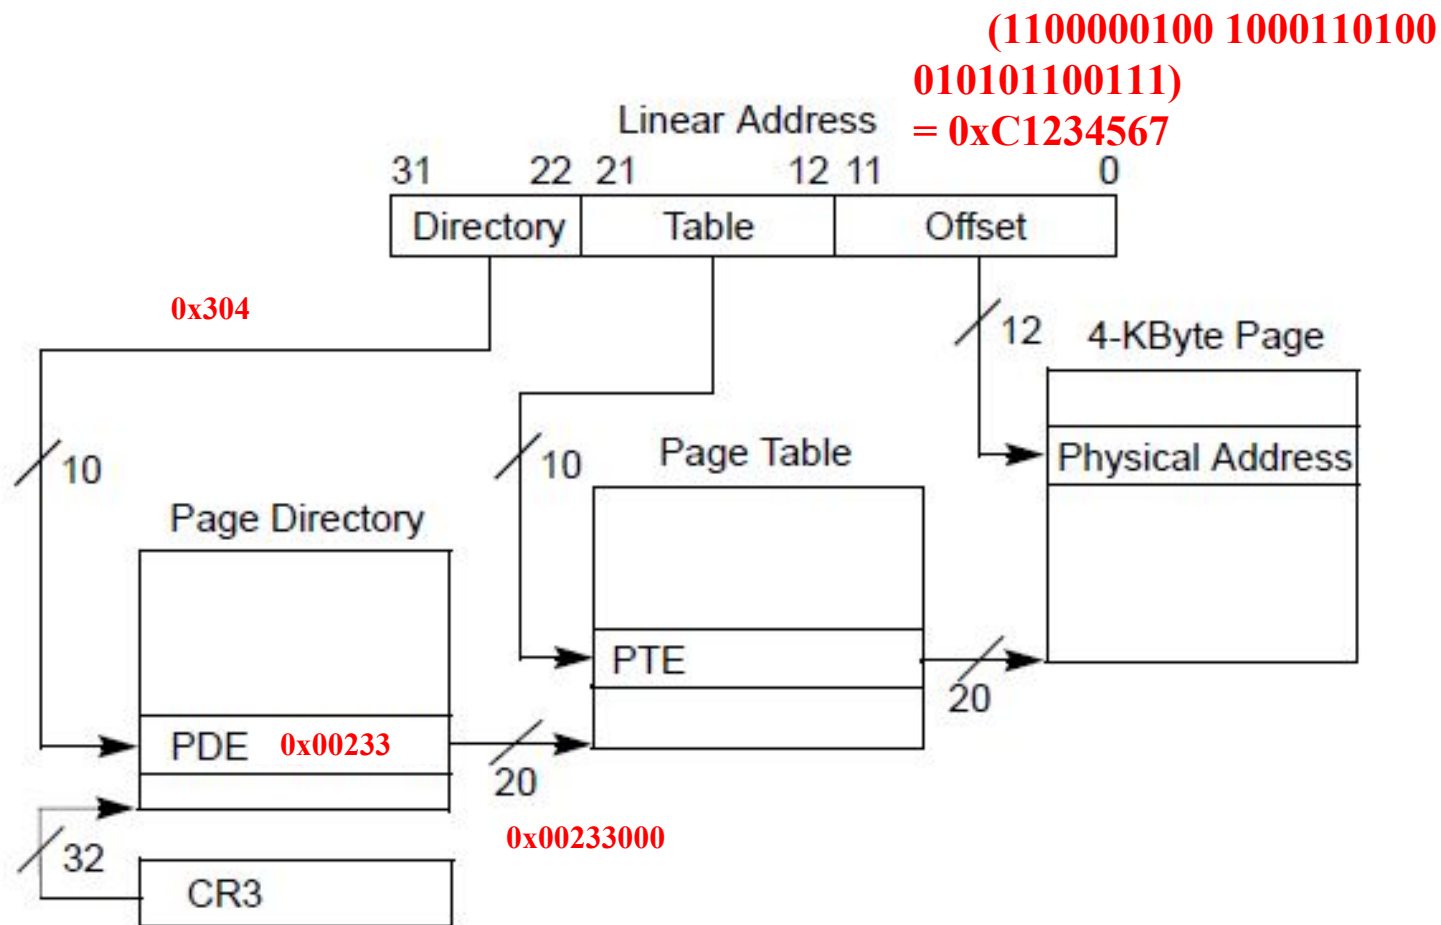 (1100000100 1000110100
010101100111)
= 0xC1234567
Linear Address
31 22 21 12 11 0
Directory Table Offset
0x304
12
4-KByte Page
10
10
Page Table
Physical Address
Page Directory
PTE
20
PDE 0x00233
20
0x00233000
32
CR3